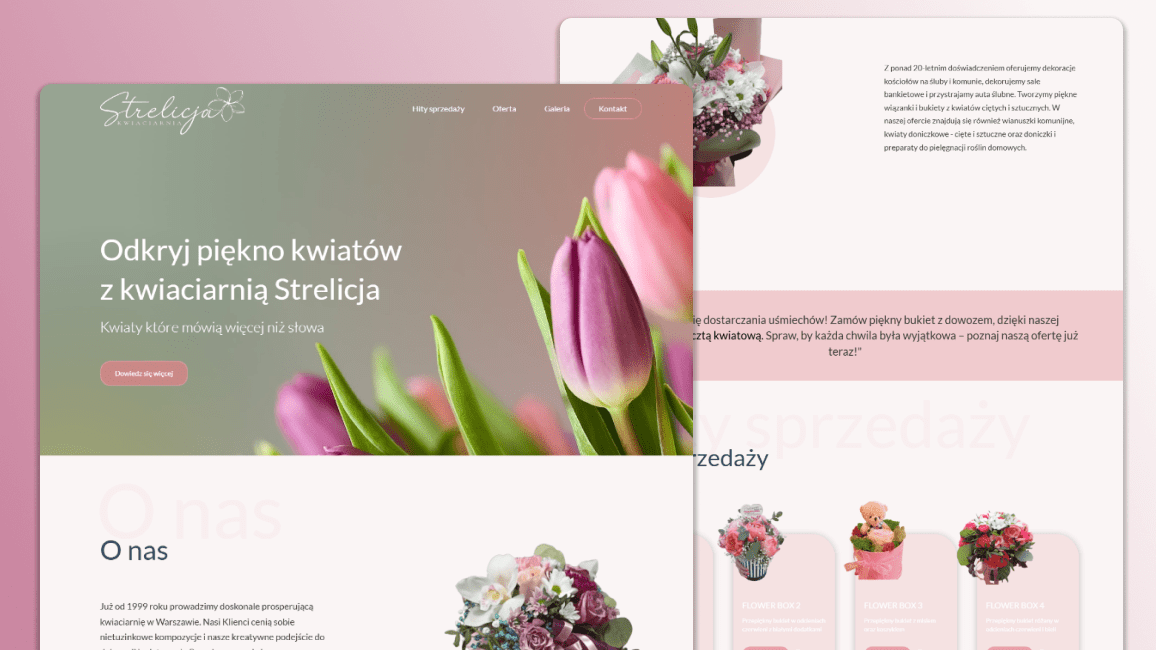 Strelicja
KWIACIARNIA
Hity sprzedaży
Oferta
Galeria
Kontakt
Odkryj piękno kwiatów
z kwiaciarnią Strelicja
Kwiaty które mówią więcej niż słowa
Dowiedz się więcej
O nas
O nas
Już od 1999 roku prowadzimy doskonale prosperującą
kwiaciarnię w Warszawie. Nasi Klienci cenią sobie
nietuzinkowe kompozycje i nasze kreatywne podejście do
Z ponad 20-letnim doświadczeniem oferujemy dekoracje
kościołów na śluby i komunie, dekorujemy sale
bankietowe i przystrajamy auta ślubne. Tworzymy piękne
wiązanki i bukiety z kwiatów ciętych i sztucznych. W
naszej ofercie znajdują się również wianuszki komunijne,
kwiaty doniczkowe - cięte i sztuczne oraz doniczki i
preparaty do pielęgnacji roślin domowych.
ię dostarczania uśmiechów! Zamów piękny bukiet z dowozem, dzięki naszej
cztą kwiatową. Spraw, by każda chwila była wyjątkowa – poznaj naszą ofertę już
teraz!"
y sprzedaży
rzedaży
FLOWER BOX 2
FLOWER BOX 3
FLOWER BOX 4